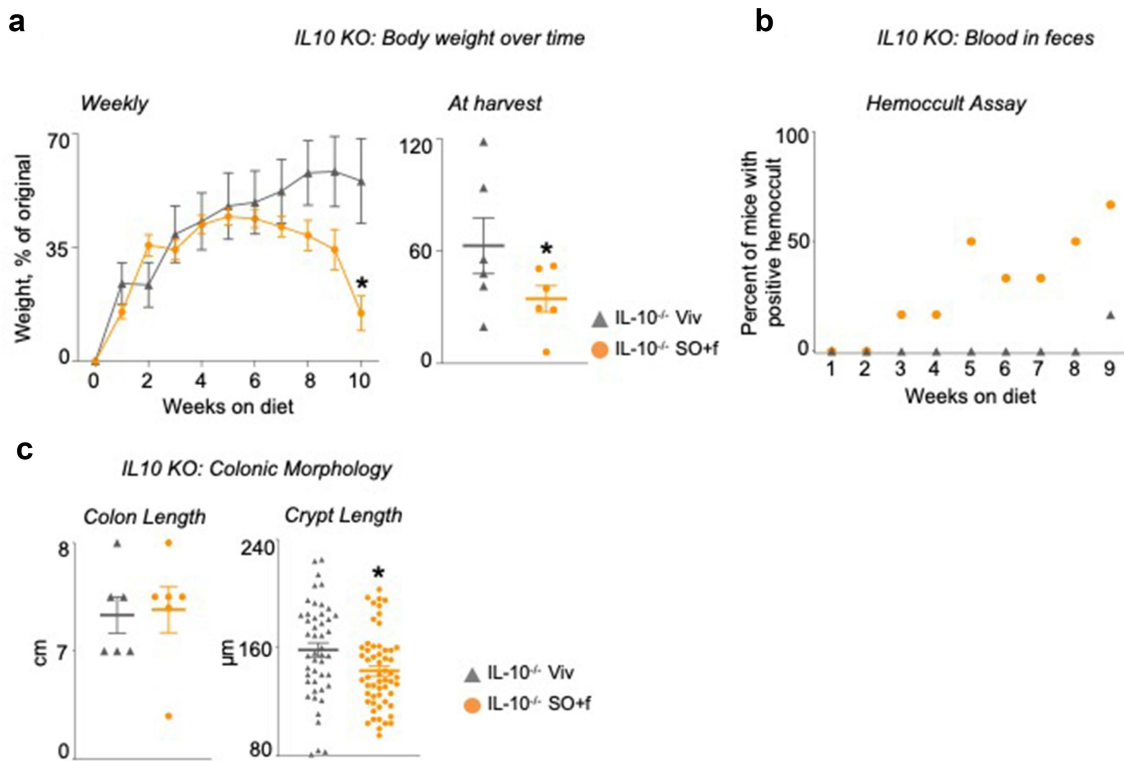 a
IL10 KO: Body weight over time
Weekly
At harvest
Weight, % of original
70
35
0
0 2 4 6 8 10
Weeks on diet
*
120
60
0
*
IL-10-/- Viv
IL-10-/- SO+f
b
IL10 KO: Blood in feces
Hemoccult Assay
Percent of mice with
positive hemoccult
100
50
0
1 2 3 4 5 6 7 8 9
Weeks on diet
c
IL10 KO: Colonic Morphology
Colon Length
cm
8
7
0
Crypt Length
µm
240
160
80
*
IL-10-/- Viv
IL-10-/- SO+f